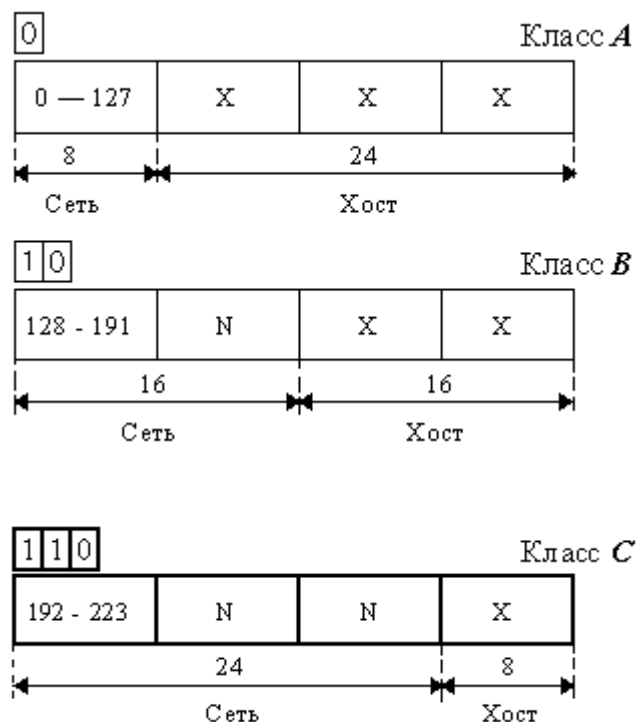 0 Класс A
0 — 127 X X X
8 24
Сеть Хост
1 0 Класс B
128 - 191 N X X
16 16
Сеть Хост
1 1 0 Класс C
192 - 223 N N X
24 8
Сеть Хост